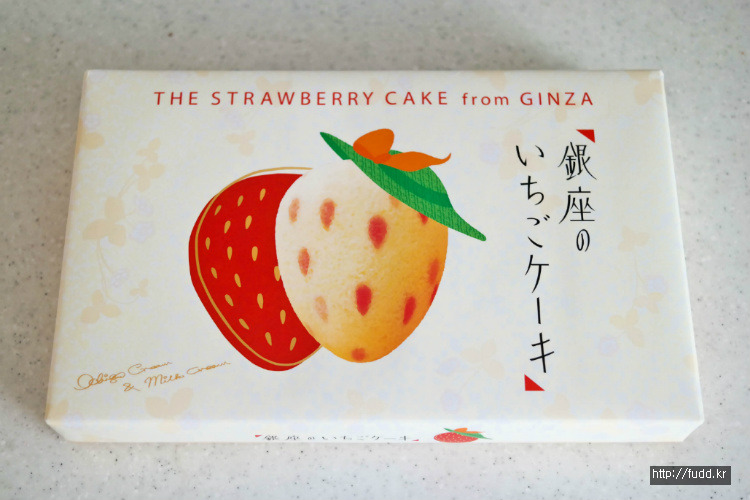 THE STRAWBERRY CAKE from GINZA
銀座の
いちごケーキ
Ichigo Cream
& Milk Cream
銀座のいちごケーキ
http://fudd.kr